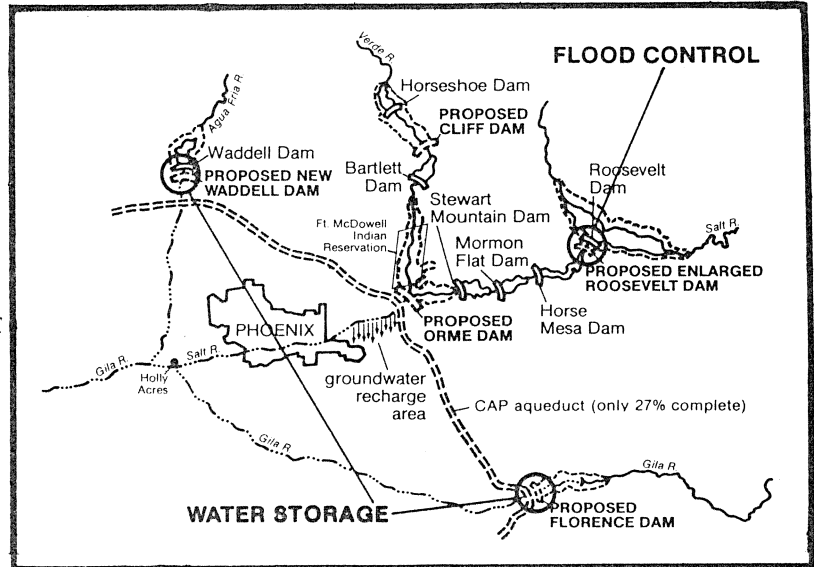 Verde R.
FLOOD CONTROL
Horseshoe Dam
Agua Fria R.
PROPOSED
CLIFF DAM
Waddell Dam
PROPOSED NEW
WADDELL DAM
Bartlett
Dam
Roosevelt
Dam
Stewart
Mountain Dam
Ft. McDowell
Indian
Reservation
Salt R.
Mormon
Flat Dam
PROPOSED ENLARGED
ROOSEVELT DAM
PROPOSED
ORME DAM
Horse
Mesa Dam
PHOENIX
Gila R.
Salt R.
Holly
Acres
groundwater
recharge
area
CAP aqueduct (only 27% complete)
Gila R.
Gila R.
WATER STORAGE
PROPOSED
FLORENCE DAM